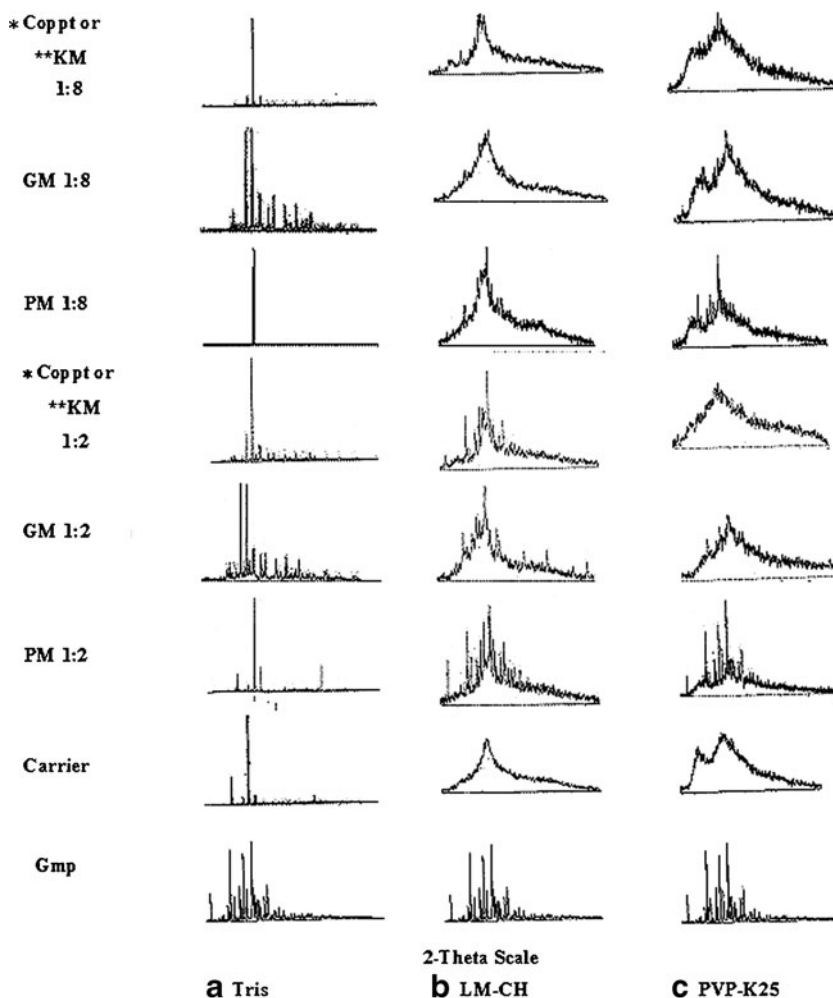 *Coppt or
**KM
1:8
GM 1:8
PM 1:8
*Coppt or
**KM
1:2
GM 1:2
PM 1:2
Carrier
Gmp
2-Theta Scale
a Tris
b LM-CH
c PVP-K25